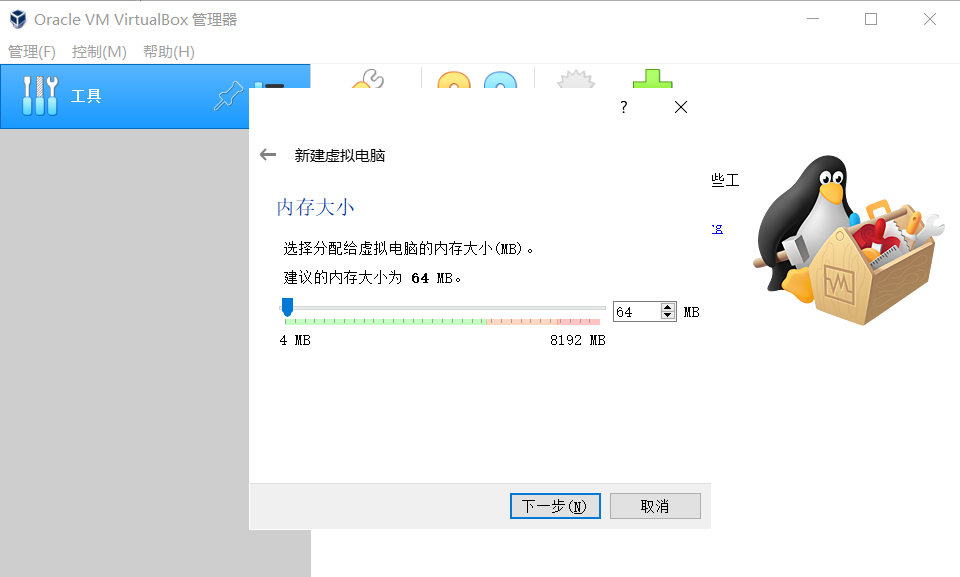 Oracle VM VirtualBox 管理器
管理(F) 控制(M) 帮助(H)
工具
?
新建虚拟电脑
些工
内存大小
选择分配给虚拟电脑的内存大小(MB)。
建议的内存大小为 64 MB。
64 MB
4 MB 8192 MB
下一步(N) 取消